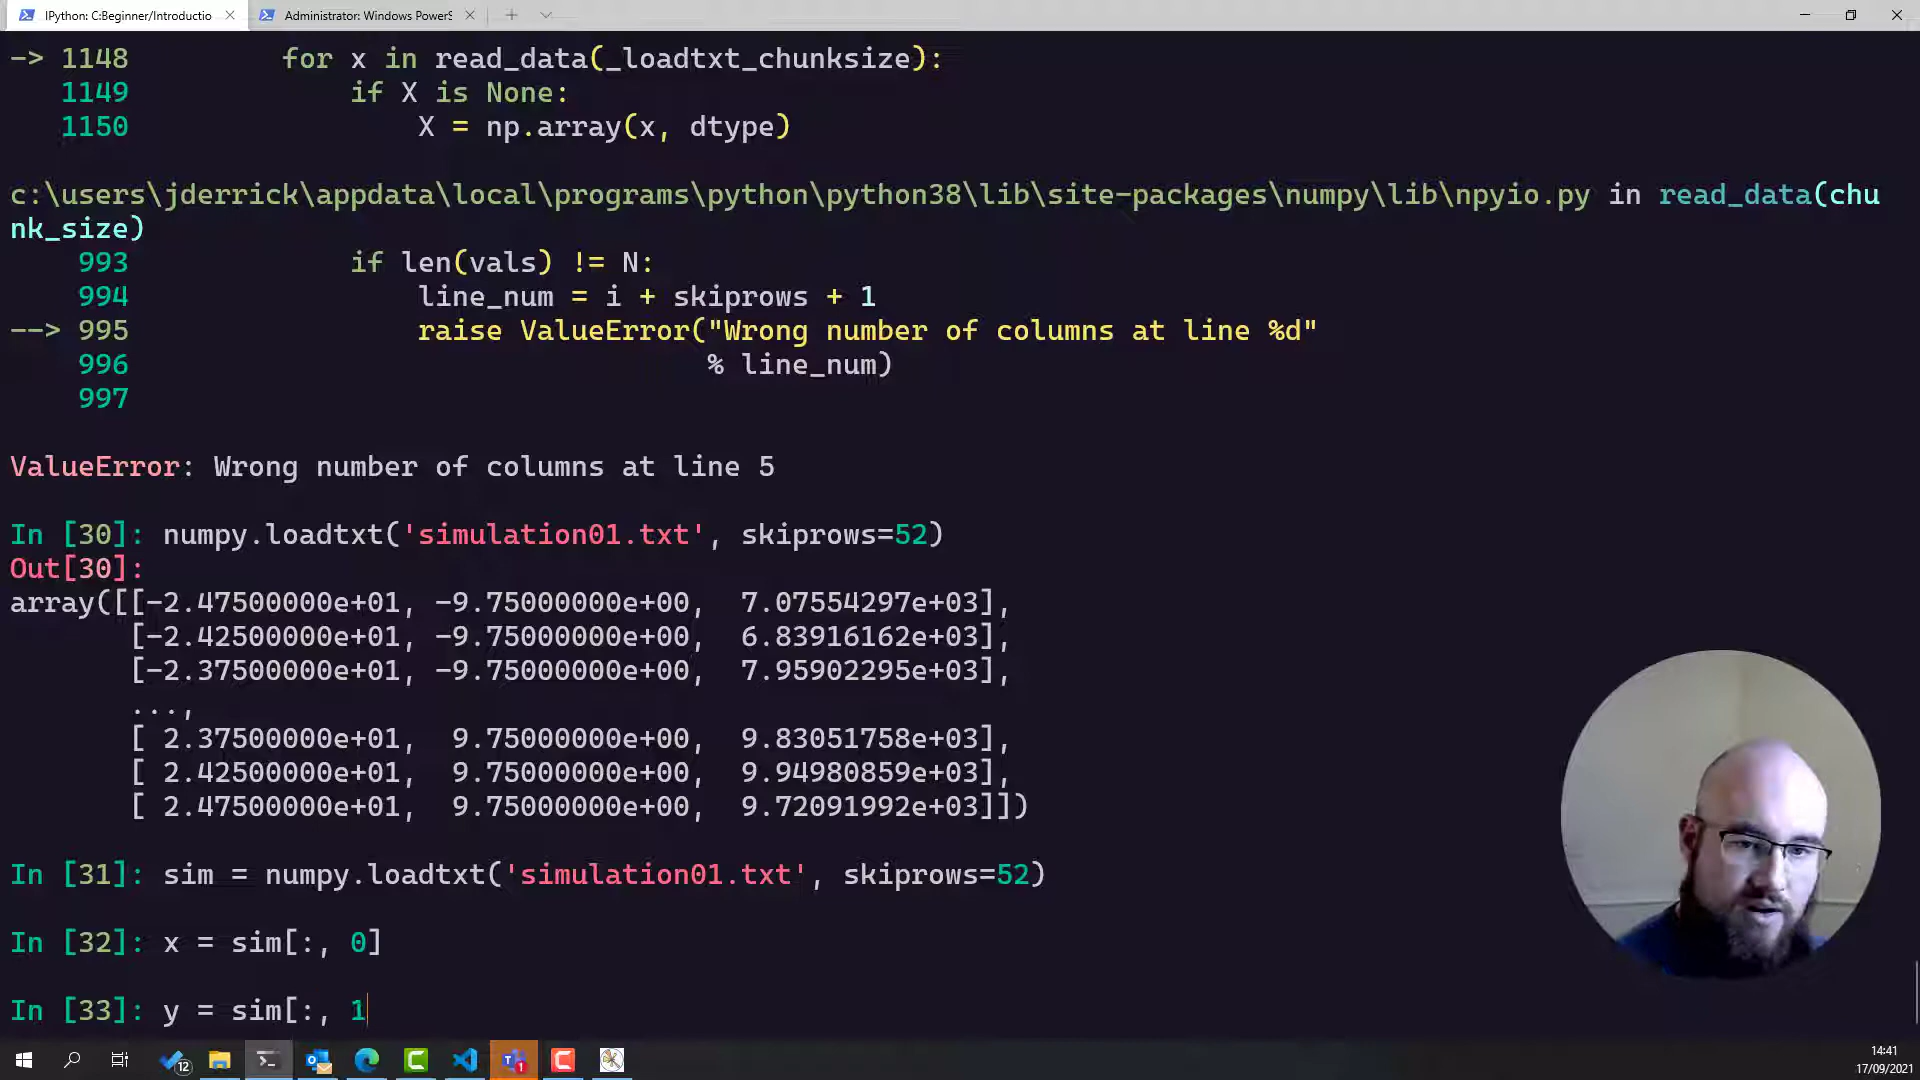 IPython: C:Beginner/Introductio
Administrator: Windows PowerS
-> 1148 for x in read_data(_loadtxt_chunksize):
1149 if X is None:
1150 X = np.array(x, dtype)
c:\users\jderrick\appdata\local\programs\python\python38\lib\site-packages\numpy\lib\npyio.py in read_data(chu
nk_size)
993 if len(vals) != N:
994 line_num = i + skiprows + 1
--> 995 raise ValueError("Wrong number of columns at line %d"
996 % line_num)
997
ValueError: Wrong number of columns at line 5
In [30]: numpy.loadtxt('simulation01.txt', skiprows=52)
Out[30]:
array([[-2.47500000e+01, -9.75000000e+00, 7.07554297e+03],
[-2.42500000e+01, -9.75000000e+00, 6.83916162e+03],
[-2.37500000e+01, -9.75000000e+00, 7.95902295e+03],
...,
[ 2.37500000e+01, 9.75000000e+00, 9.83051758e+03],
[ 2.42500000e+01, 9.75000000e+00, 9.94980859e+03],
[ 2.47500000e+01, 9.75000000e+00, 9.72091992e+03]])
In [31]: sim = numpy.loadtxt('simulation01.txt', skiprows=52)
In [32]: x = sim[:, 0]
In [33]: y = sim[:, 1
12
1
14:41
17/09/2021